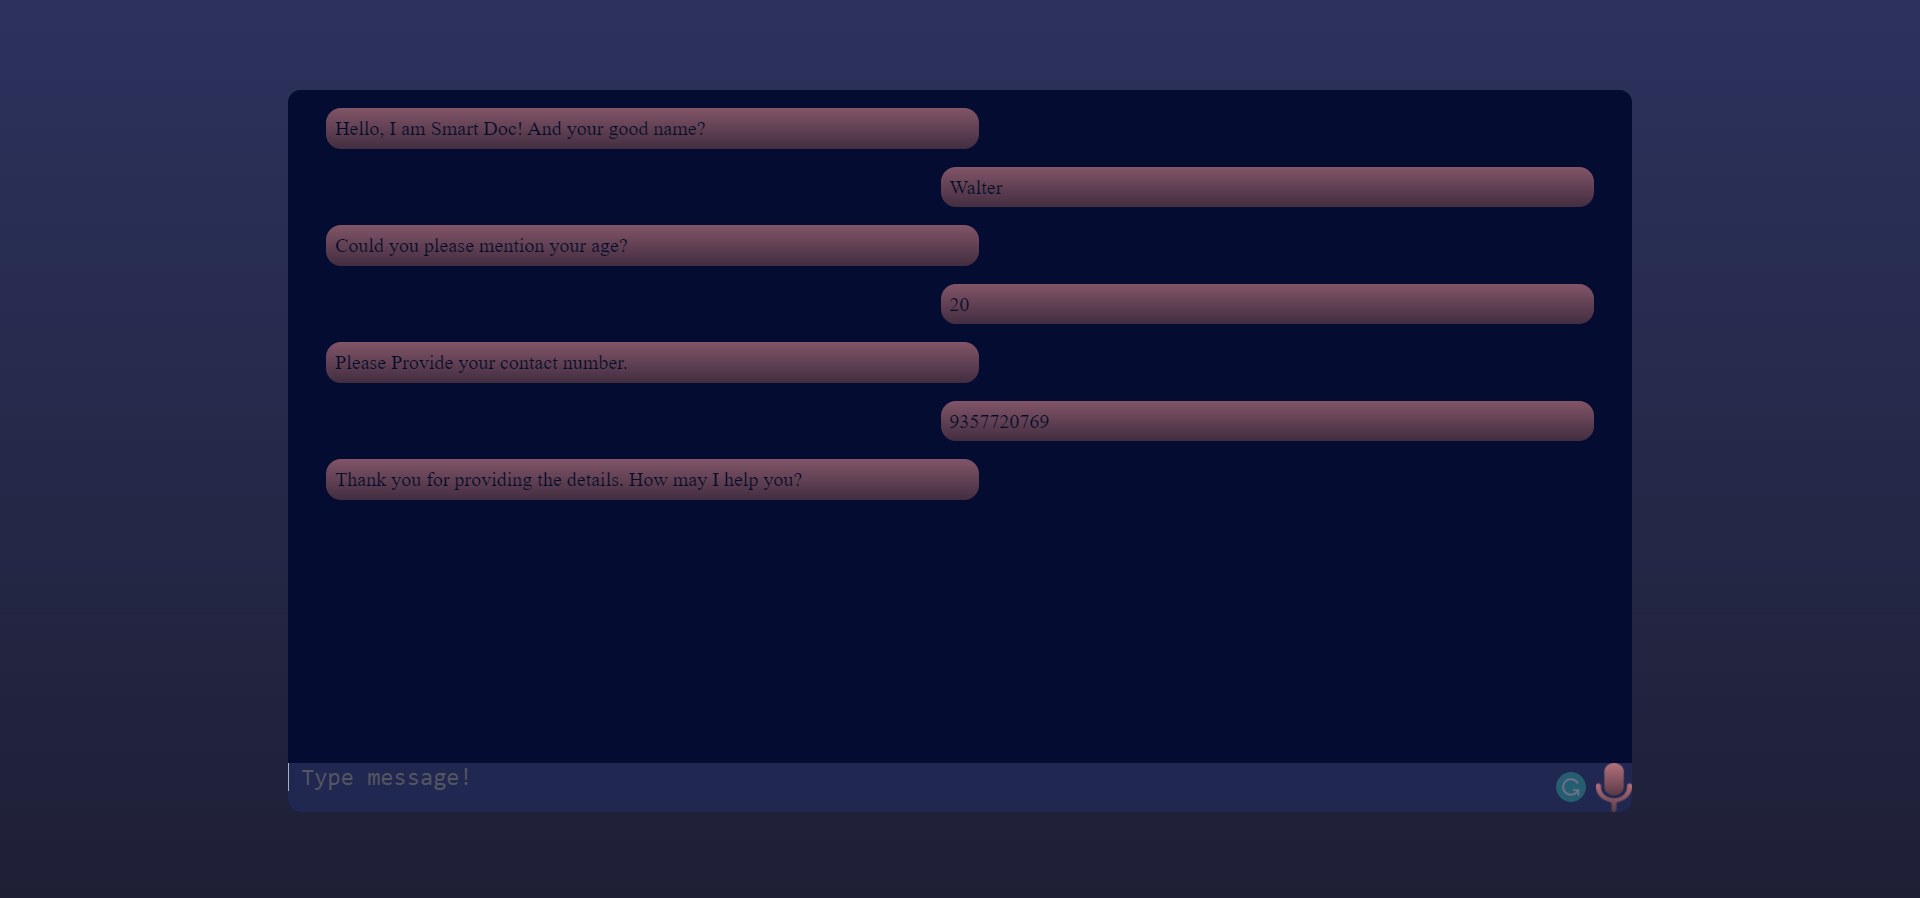 Hello, I am Smart Doc! And your good name?
Walter
Could you please mention your age?
20
Please Provide your contact number.
9357720769
Thank you for providing the details. How may I help you?
Type message!